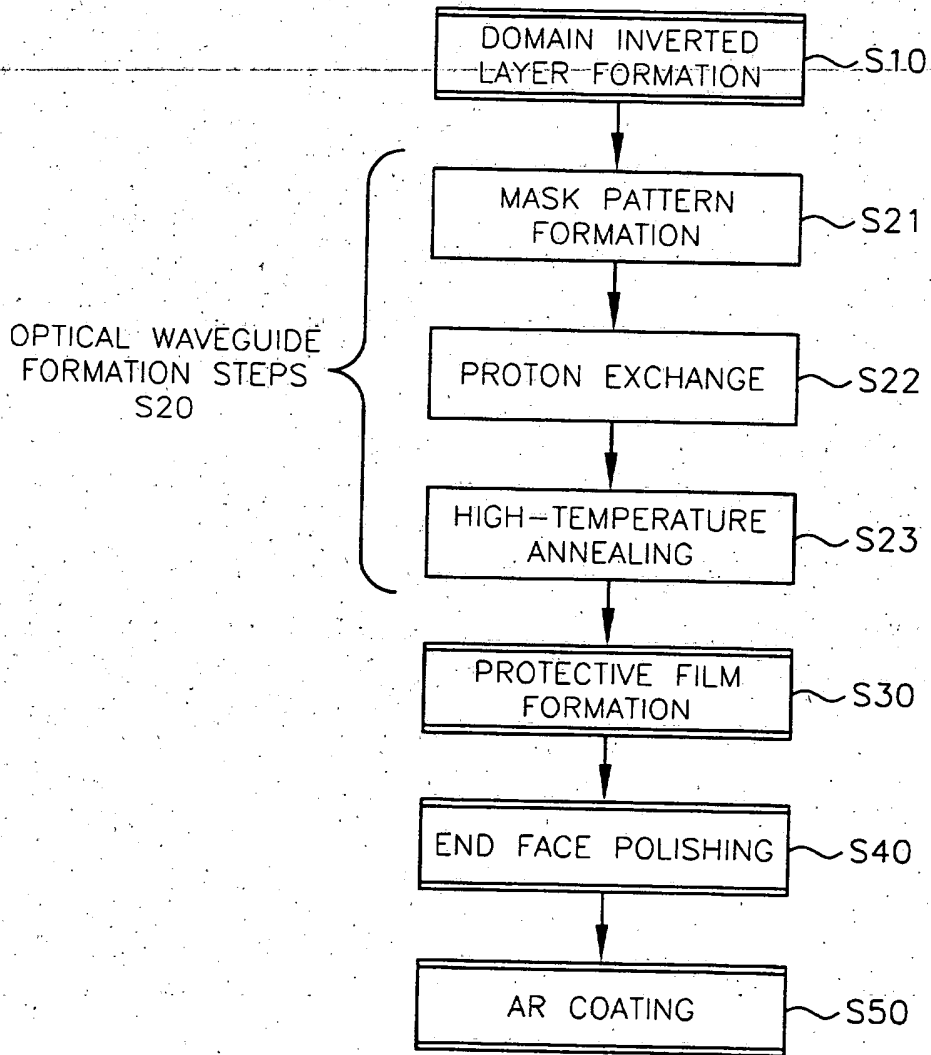 DOMAIN INVERTED
LAYER FORMATION
S10
MASK PATTERN
FORMATION
S21
OPTICAL WAVEGUIDE
FORMATION STEPS
S20
PROTON EXCHANGE
S22
HIGH-TEMPERATURE
ANNEALING
S23
PROTECTIVE FILM
FORMATION
S30
END FACE POLISHING
S40
AR COATING
S50